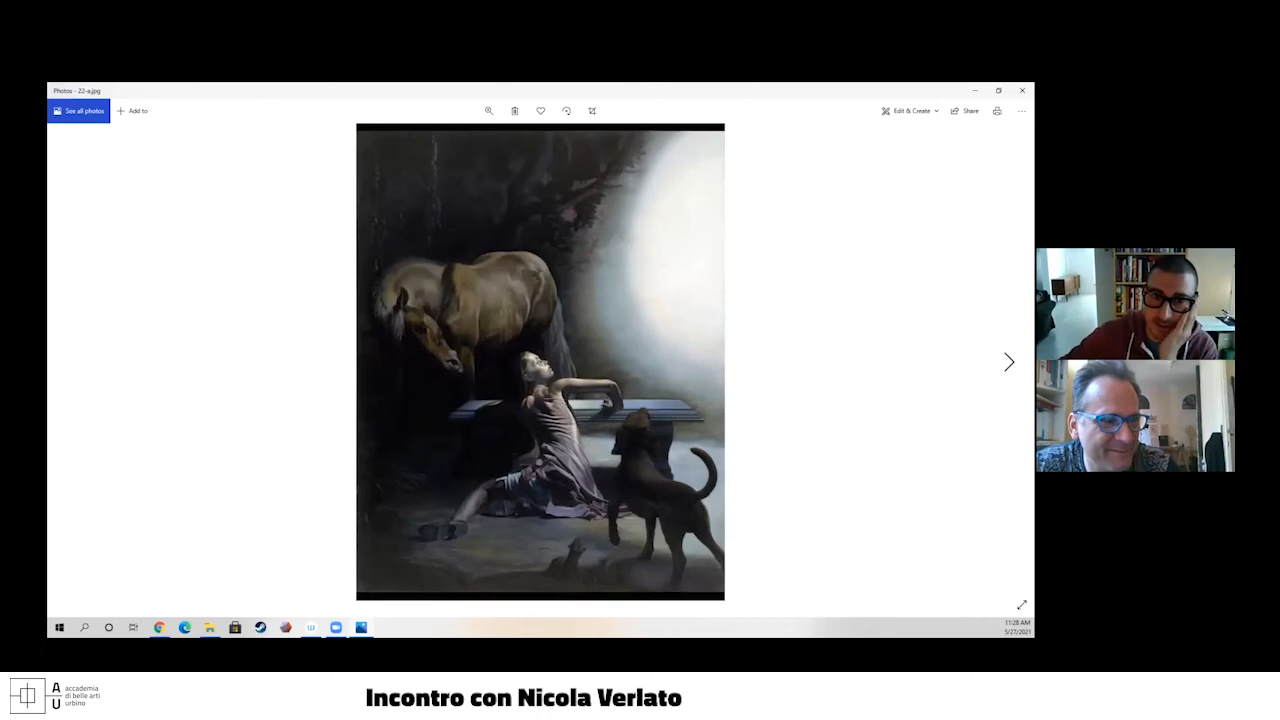 Photos - 22-a.jpg
See all photos
Add to
Edit & Create
Share
11:28 AM
5/27/2021
A
U
accademia
di belle arti
urbino
Incontro con Nicola Verlato